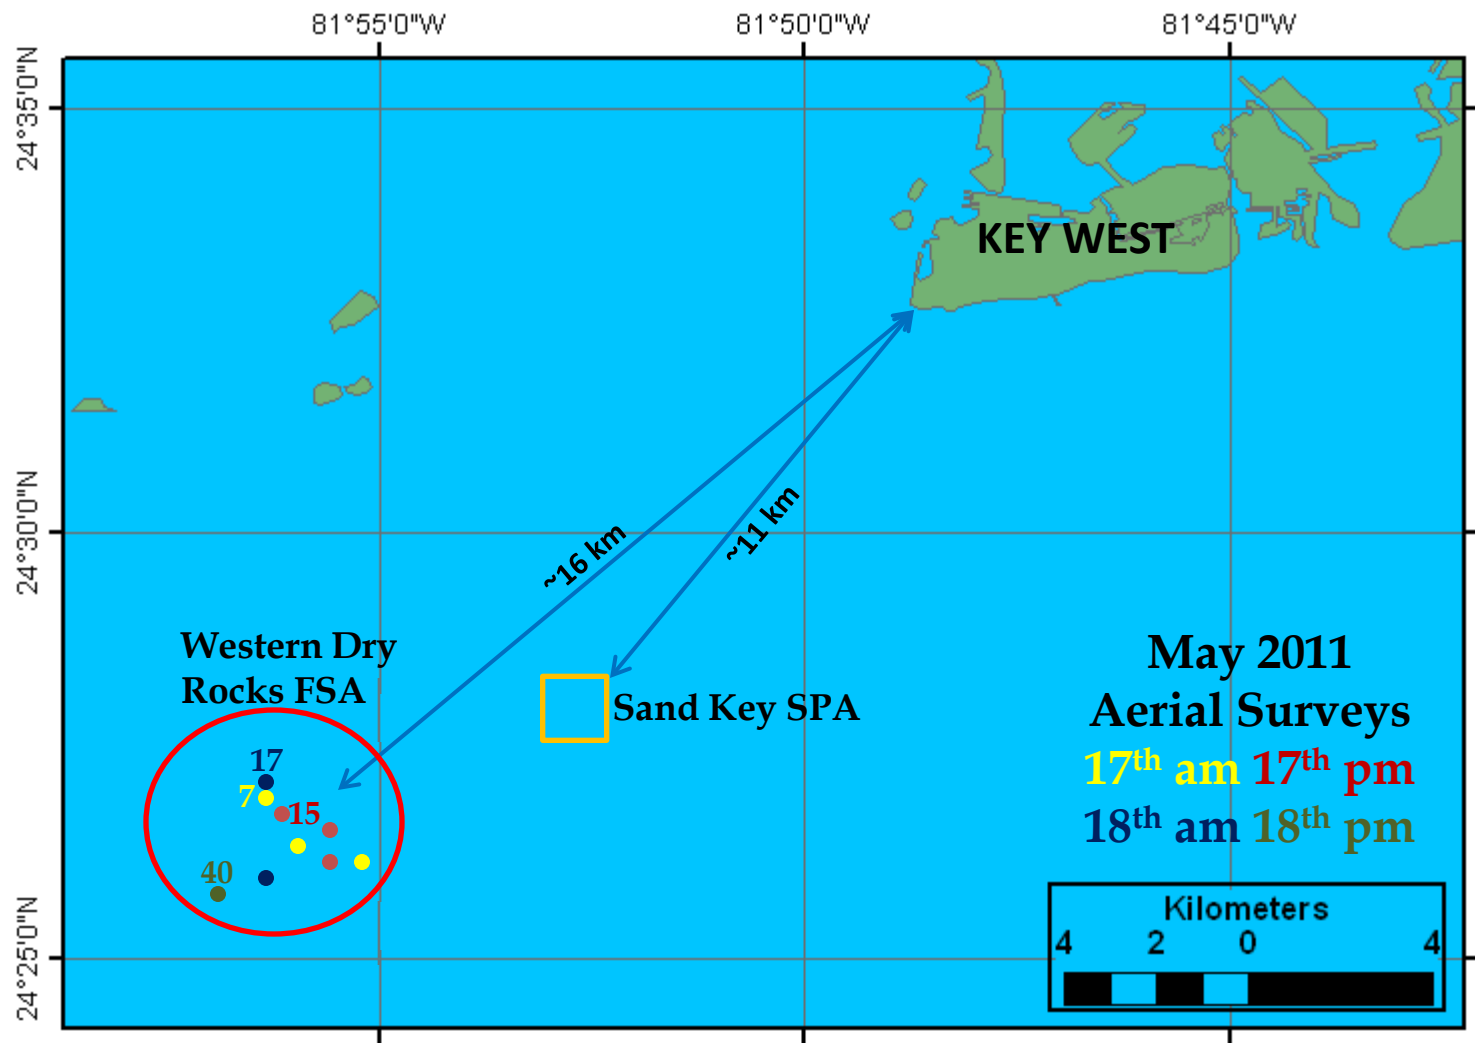 81°55'0"W
81°50'0"W
81°45'0"W
24°35'0"N
KEY WEST
24°30'0"N
~16 km
~11 km
Western Dry
Rocks FSA
Sand Key SPA
17
7
15
40
May 2011
Aerial Surveys
17th am 17th pm
18th am 18th pm
Kilometers
4 2 0 4
24°25'0"N